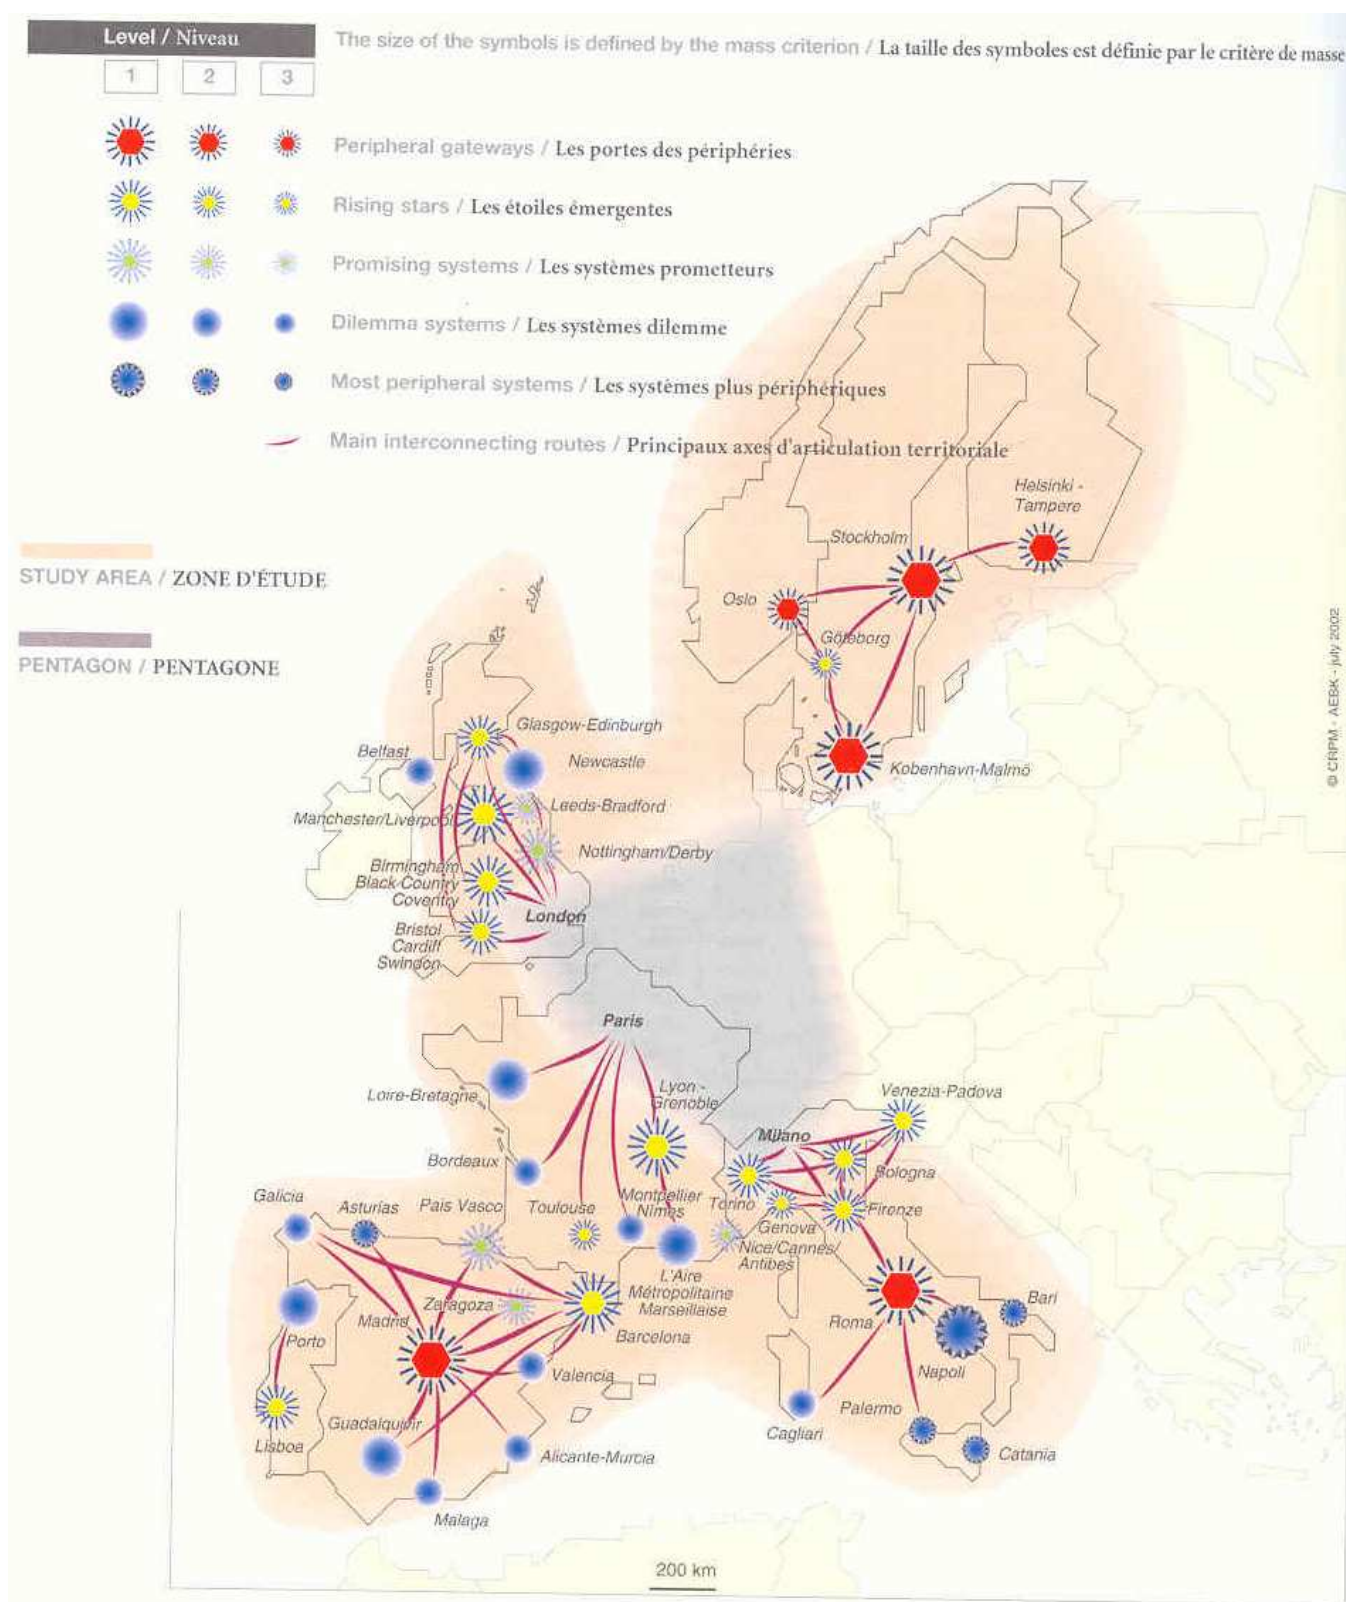 Level / Niveau
The size of the symbols is defined by the mass criterion / La taille des symboles est définie par le critère de masse
1 2 3
Peripheral gateways / Les portes des périphéries
Rising stars / Les étoiles émergentes
Promising systems / Les systèmes prometteurs
Dilemma systems / Les systèmes dilemme
Most peripheral systems / Les systèmes plus périphériques
Main interconnecting routes / Principaux axes d'articulation territoriale
Helsinki -
Tampere
Stockholm
STUDY AREA / ZONE D'ÉTUDE
Oslo
Göteborg
PENTAGON / PENTAGONE
© CRPM - AEBK - july 2002
Glasgow-Edinburgh
Belfast
Newcastle
Kobenhavn-Malmö
Leeds-Bradford
Manchester/Liverpool
Nottingham/Derby
Birmingham
Black Country
Coventry
London
Bristol
Cardiff
Swindon
Paris
Loire-Bretagne
Lyon -
Grenoble
Venezia-Padova
Milano
Bordeaux
Bologna
Galicia
Asturias
Pais Vasco
Toulouse
Montpellier
Nîmes
Torino
Firenze
Genova
Nice/Cannes/
Antibes
L'Aire
Métropolitaine
Marseillaise
Zaragoza
Madrid
Bari
Roma
Porto
Barcelona
Valencia
Napoli
Guadalquivir
Palermo
Cagliari
Lisboa
Alicante-Murcia
Catania
Malaga
200 km